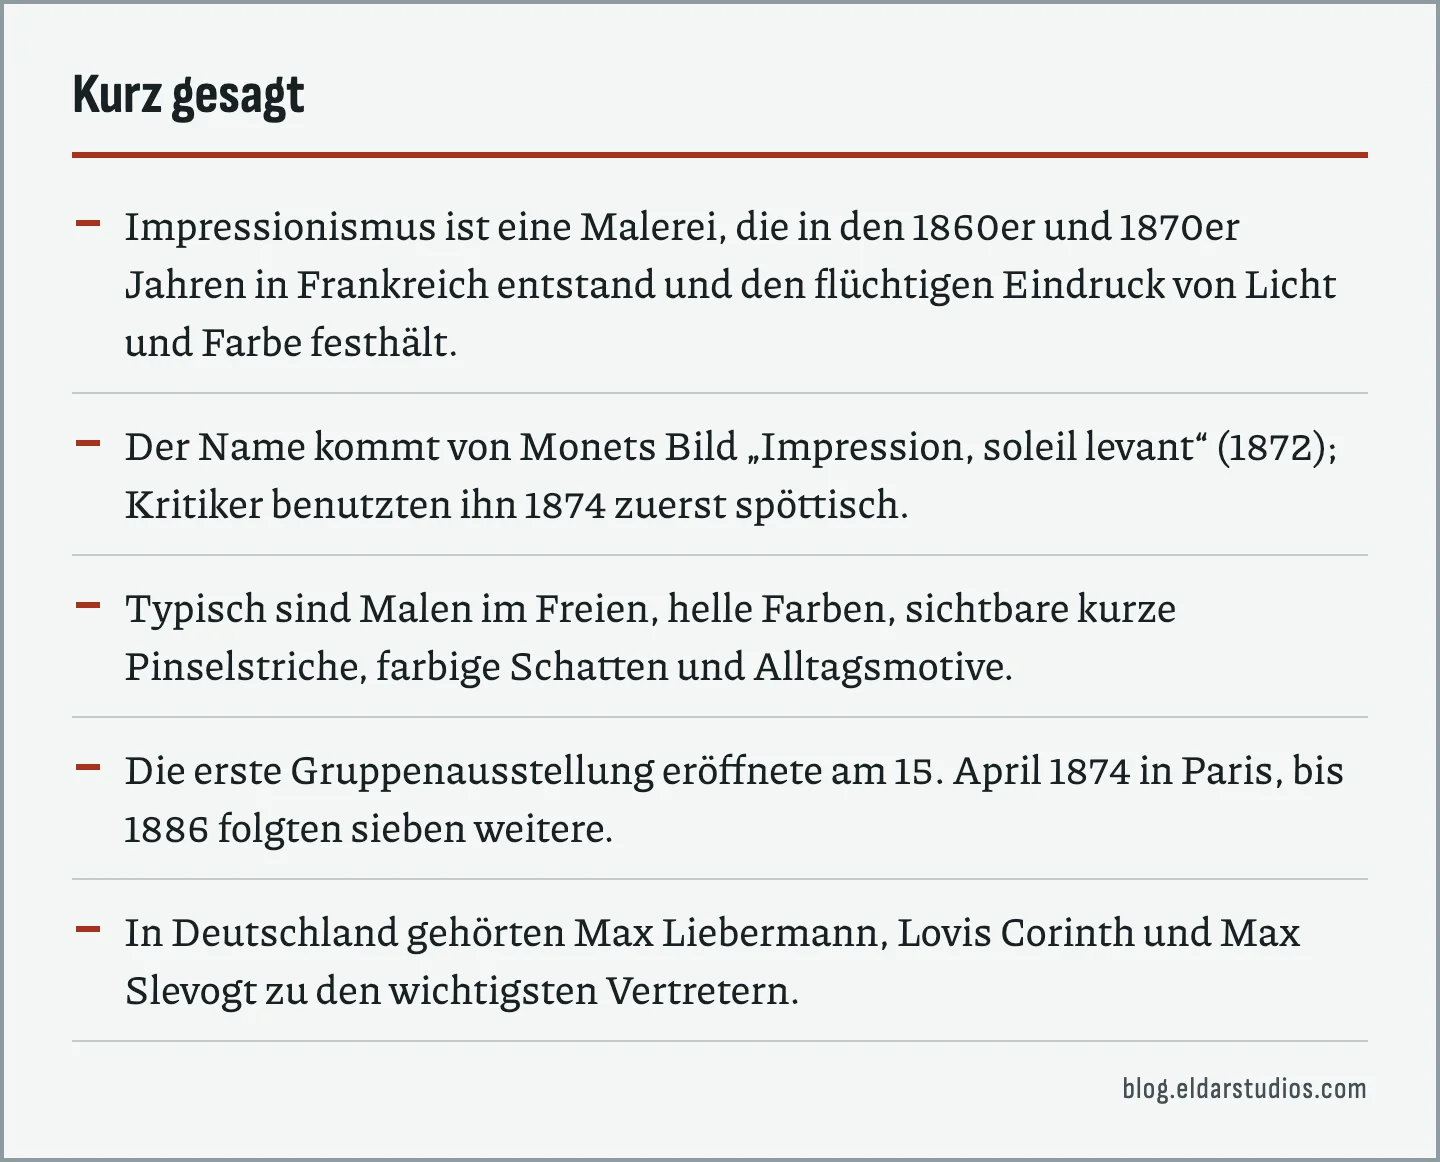 Kurz gesagt
– Impressionismus ist eine Malerei, die in den 1860er und 1870er
Jahren in Frankreich entstand und den flüchtigen Eindruck von Licht
und Farbe festhält.
– Der Name kommt von Monets Bild „Impression, soleil levant“ (1872);
Kritiker benutzten ihn 1874 zuerst spöttisch.
– Typisch sind Malen im Freien, helle Farben, sichtbare kurze
Pinselstriche, farbige Schatten und Alltagsmotive.
– Die erste Gruppenausstellung eröffnete am 15. April 1874 in Paris, bis
1886 folgten sieben weitere.
– In Deutschland gehörten Max Liebermann, Lovis Corinth und Max
Slevogt zu den wichtigsten Vertretern.
blog.eldarstudios.com